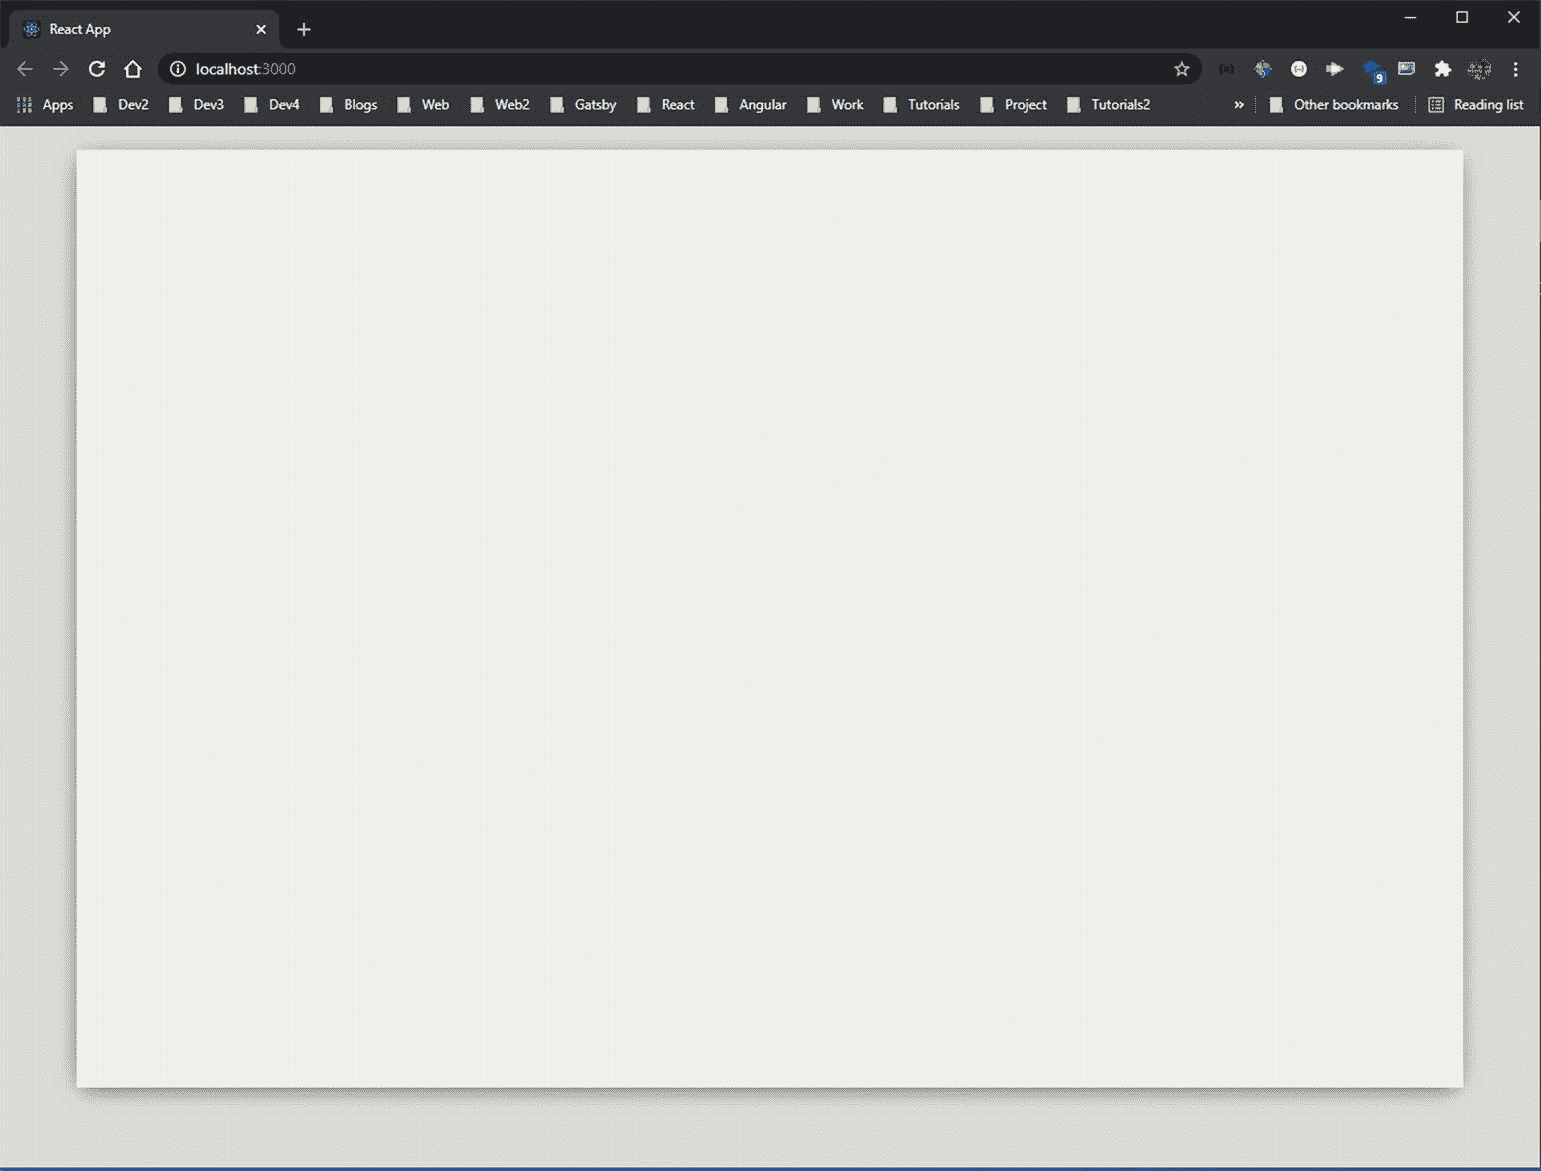 React App
localhost:3000
9
Apps Dev2 Dev3 Dev4 Blogs Web Web2 Gatsby React Angular Work Tutorials Project Tutorials2 » Other bookmarks Reading list